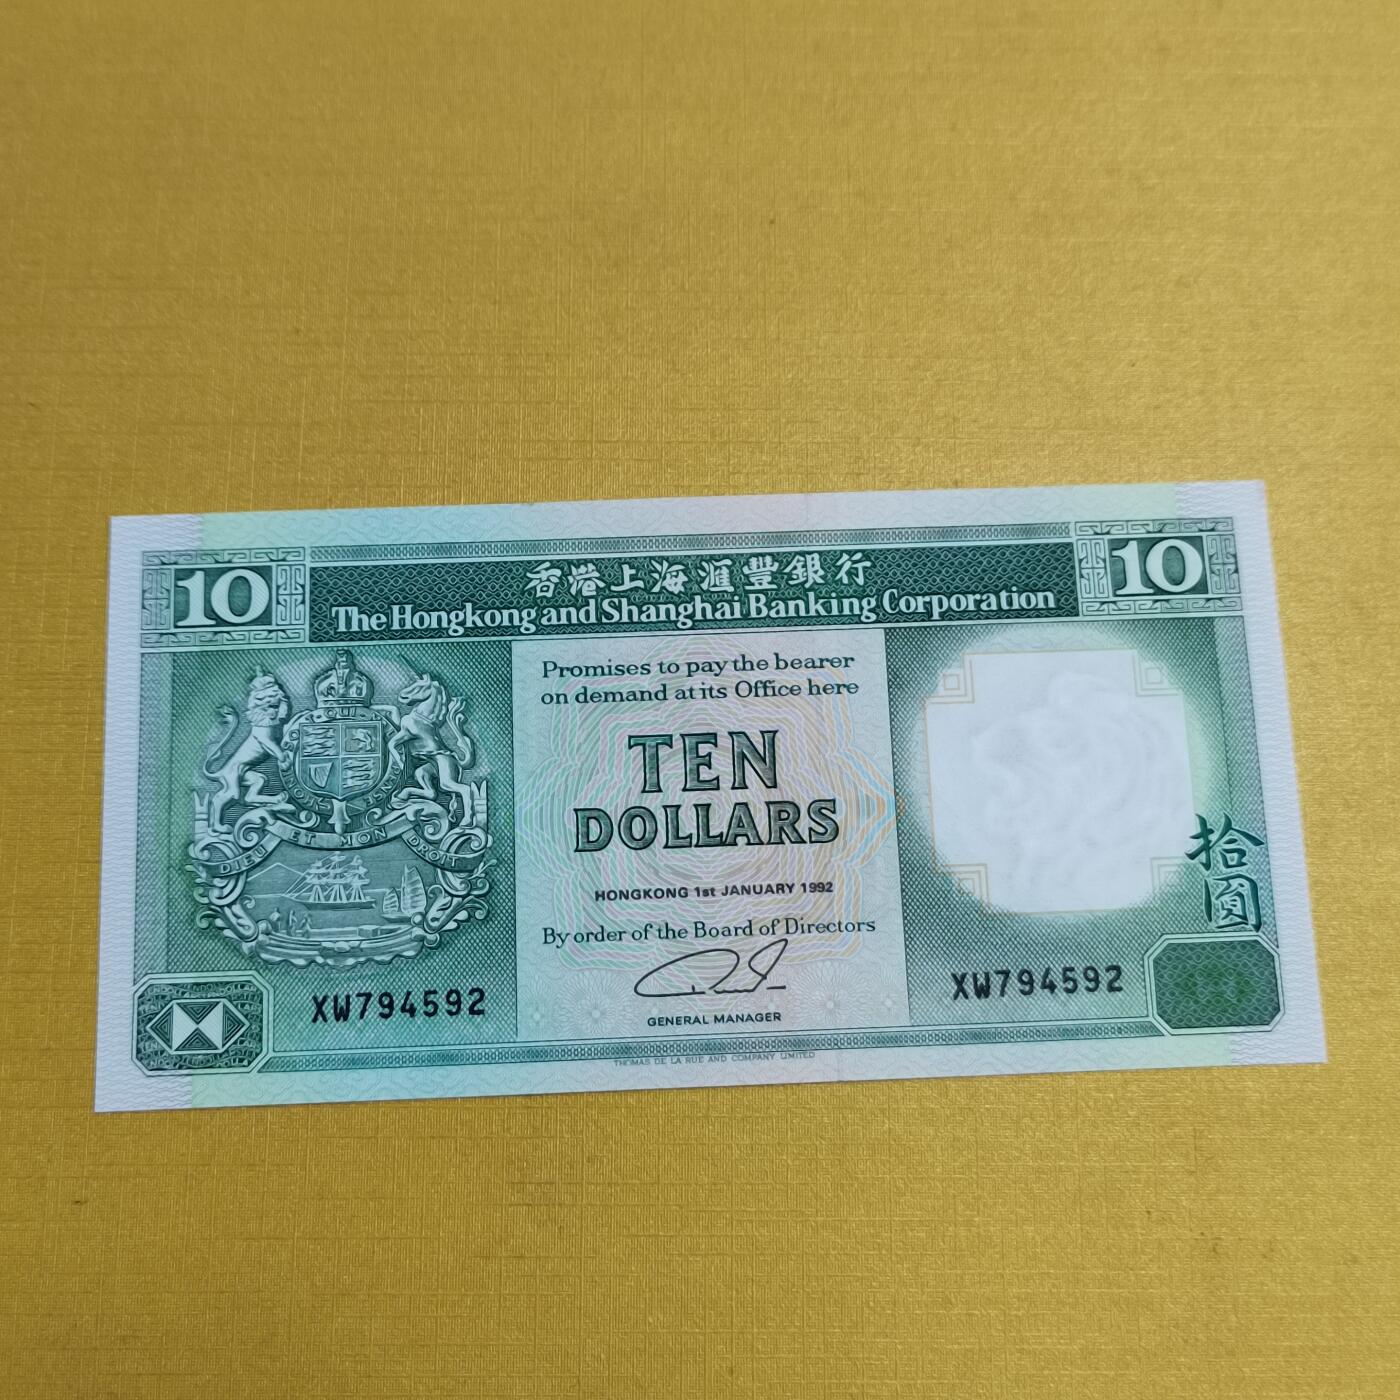 10
香港上海滙豐銀行
10
The Hongkong and Shanghai Banking Corporation
Promises to pay the bearer
on demand at its Office here
TEN
DOLLARS
HONGKONG 1st JANUARY 1992
By order of the Board of Directors
GENERAL MANAGER
DIEU ET MON DROIT
XW794592
XW794592
拾
圓
THOMAS DE LA RUE AND COMPANY LIMITED